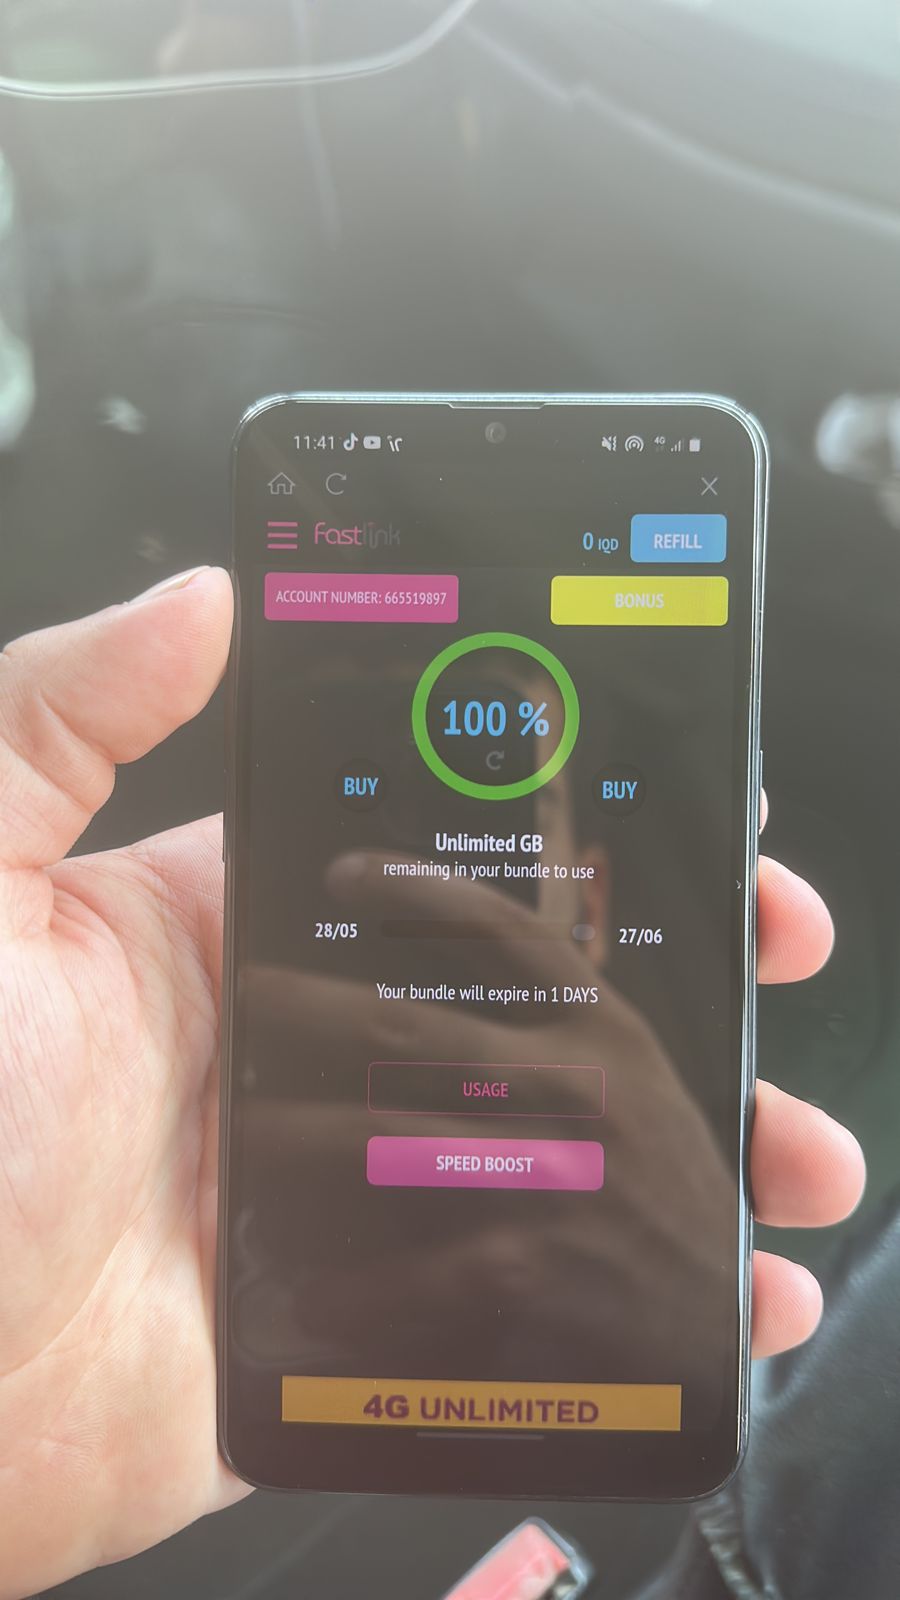 11:41
4G
fastlink
0 IQD
REFILL
ACCOUNT NUMBER: 665519897
BONUS
100 %
BUY
BUY
Unlimited GB
remaining in your bundle to use
28/05
27/06
Your bundle will expire in 1 DAYS
USAGE
SPEED BOOST
4G UNLIMITED